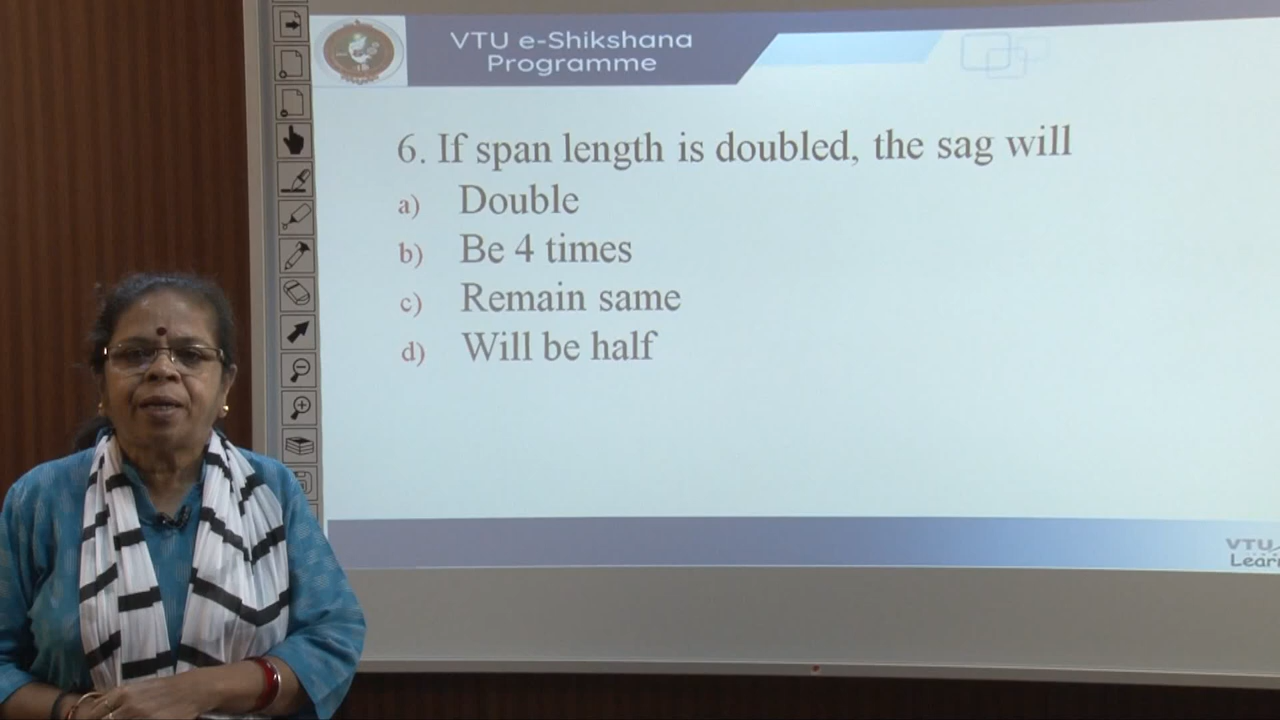 VTU e-Shikshana
Programme
6. If span length is doubled, the sag will
a) Double
b) Be 4 times
c) Remain same
d) Will be half
VTU